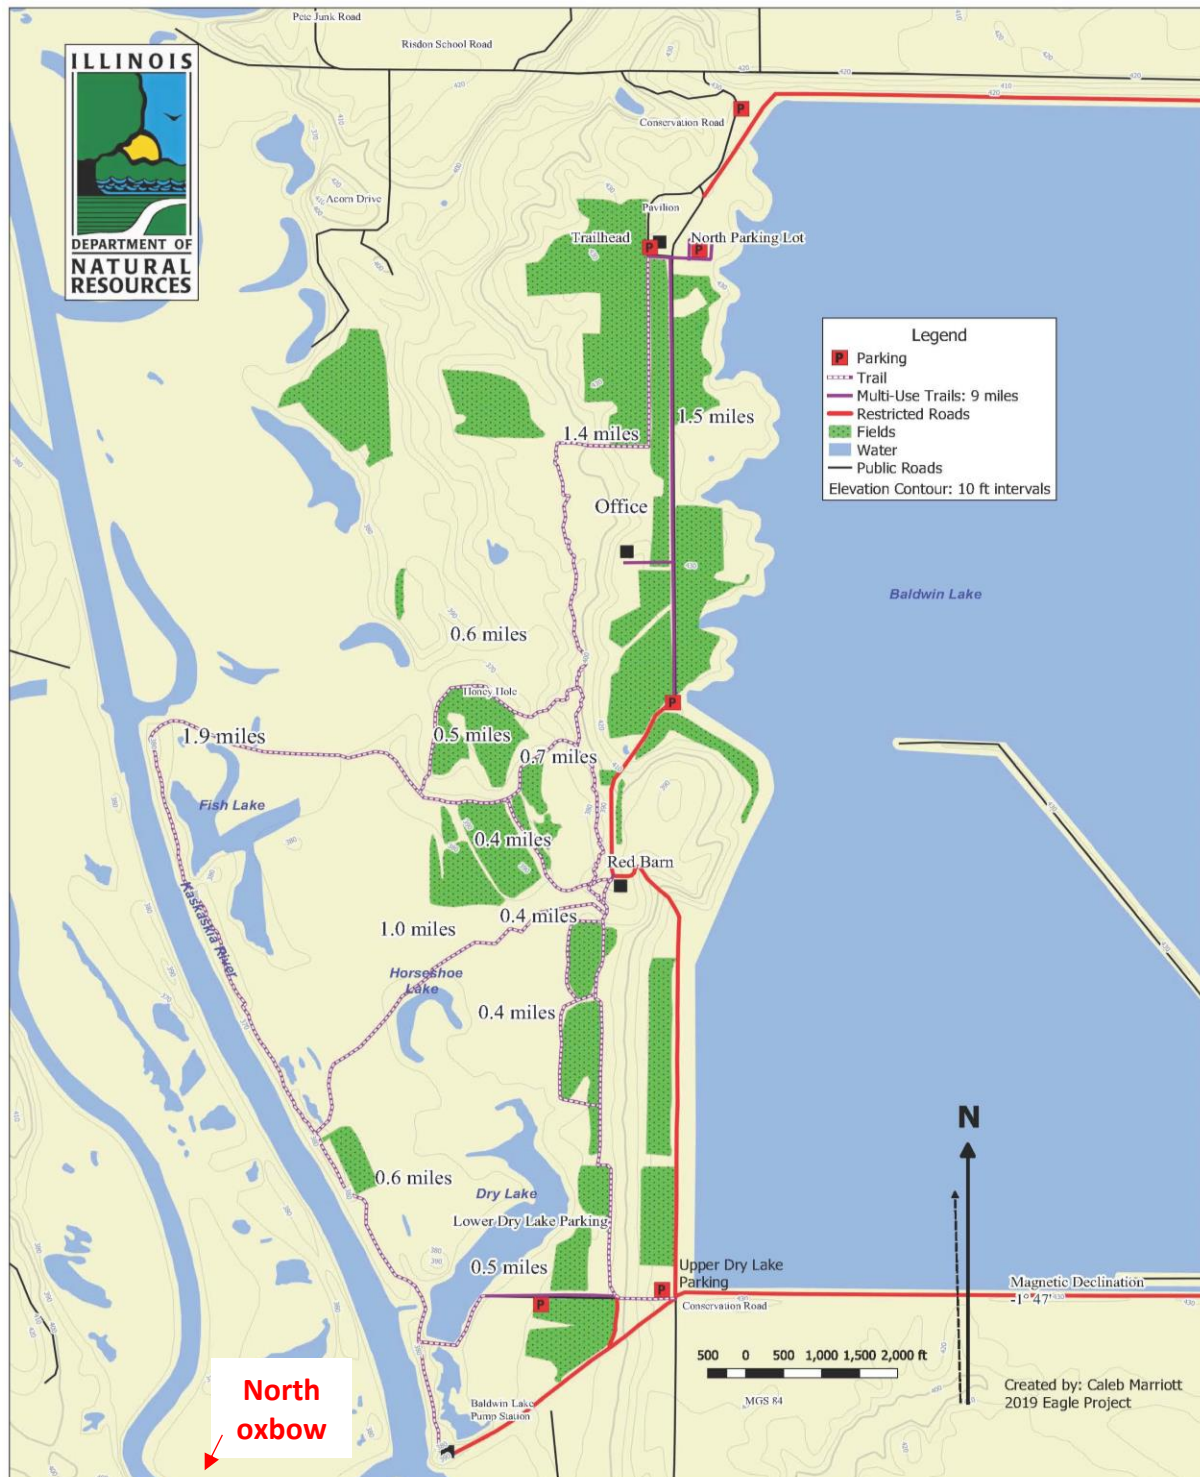 Pete Junk Road
Risdon School Road
ILLINOIS
DEPARTMENT OF
NATURAL
RESOURCES
Conservation Road
P
Acorn Drive
Pavilion
Trailhead
P
North Parking Lot
P
Legend
P Parking
Trail
Multi-Use Trails: 9 miles
Restricted Roads
Fields
Water
Public Roads
Elevation Contour: 10 ft intervals
1.5 miles
1.4 miles
Office
Baldwin Lake
0.6 miles
Honey Hole
P
1.9 miles
0.5 miles
0.7 miles
Fish Lake
0.4 miles
Red Barn
Kaskaskia River
1.0 miles
0.4 miles
Horseshoe
Lake
0.4 miles
N
0.6 miles
Dry Lake
Lower Dry Lake Parking
0.5 miles
Upper Dry Lake
Parking
P
P
Conservation Road
Magnetic Declination
-1° 47'
500 0 500 1,000 1,500 2,000 ft
MGS 84
Created by: Caleb Marriott
2019 Eagle Project
North
oxbow
Baldwin Lake
Pump Station